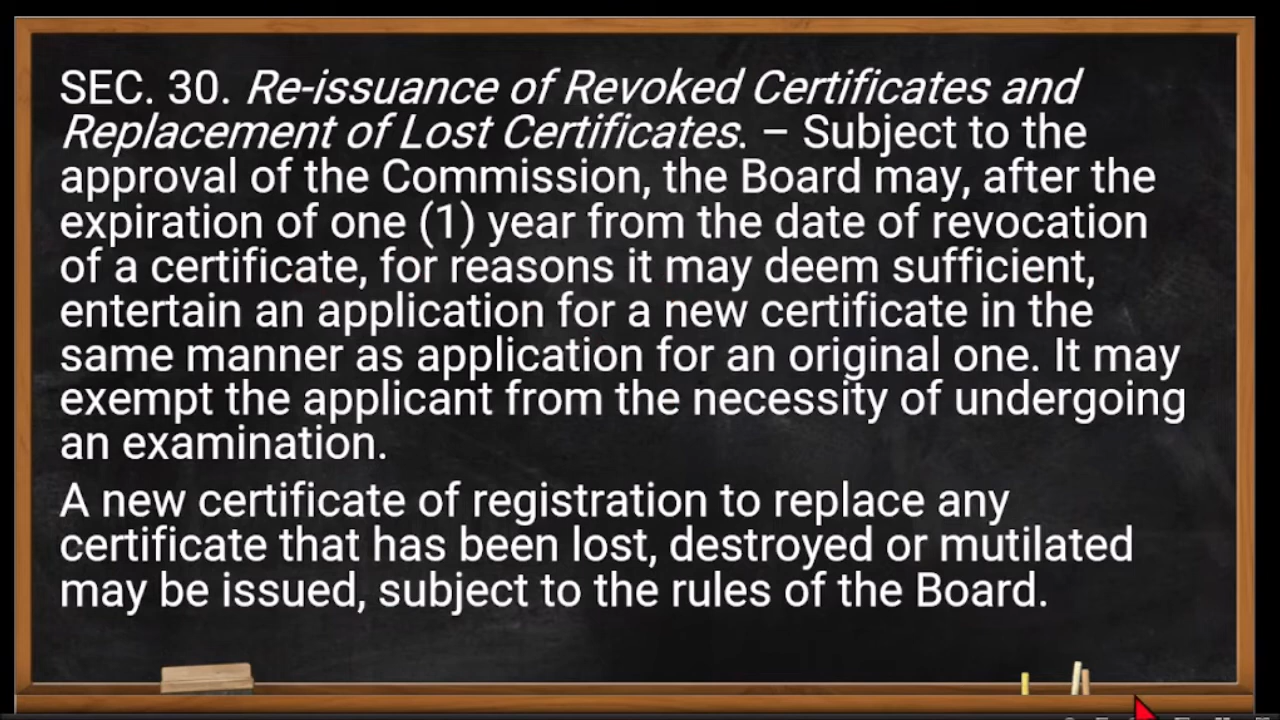 SEC. 30. Re-issuance of Revoked Certificates and
Replacement of Lost Certificates. – Subject to the
approval of the Commission, the Board may, after the
expiration of one (1) year from the date of revocation
of a certificate, for reasons it may deem sufficient,
entertain an application for a new certificate in the
same manner as application for an original one. It may
exempt the applicant from the necessity of undergoing
an examination.
A new certificate of registration to replace any
certificate that has been lost, destroyed or mutilated
may be issued, subject to the rules of the Board.